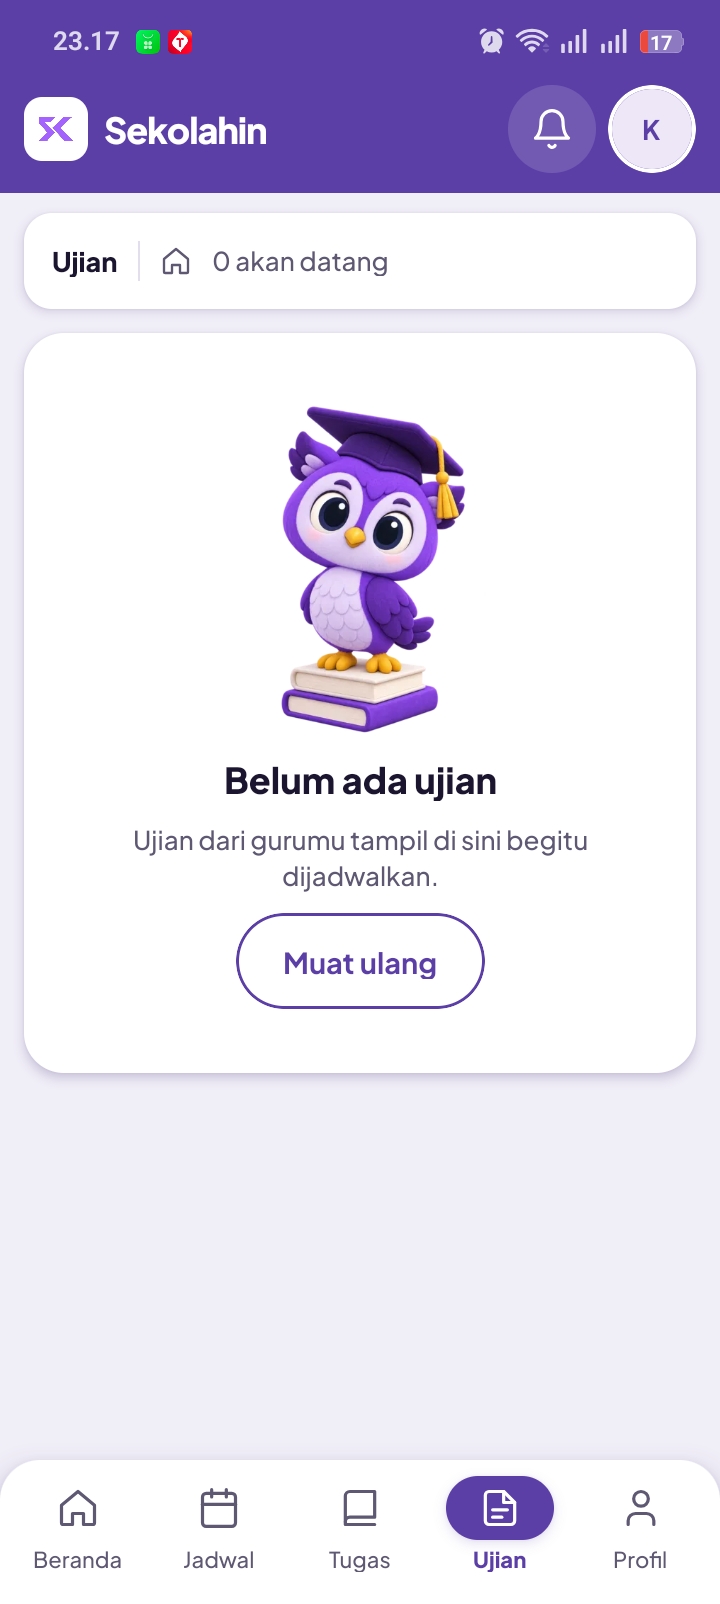 23.17
17
Sekolahin
K
Ujian
0 akan datang
Belum ada ujian
Ujian dari gurumu tampil di sini begitu
dijadwalkan.
Muat ulang
Beranda
Jadwal
Tugas
Ujian
Profil